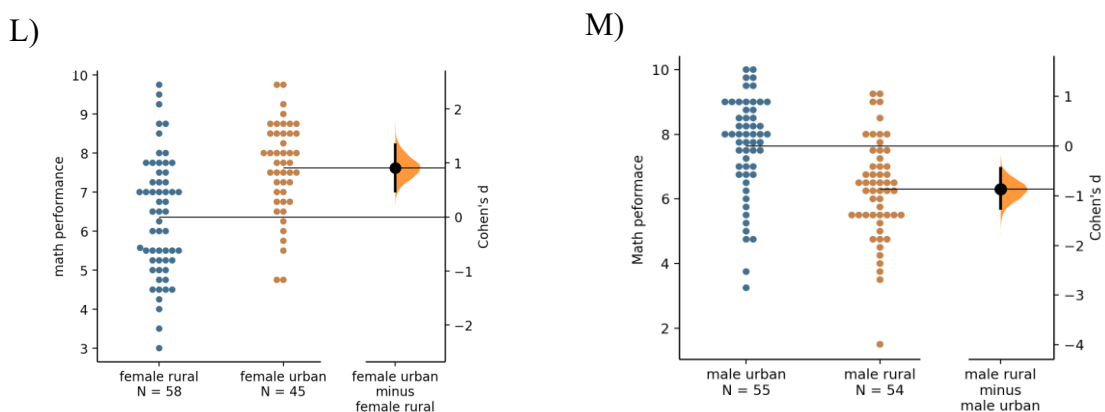 L)
math performance
10
9
8
7
6
5
4
3
2
1
0
−1
−2
Cohen's d
female rural
N = 58
female urban
N = 45
female urban
minus
female rural
M)
Math peformace
10
8
6
4
2
1
0
−1
−2
−3
−4
Cohen's d
male urban
N = 55
male rural
N = 54
male rural
minus
male urban